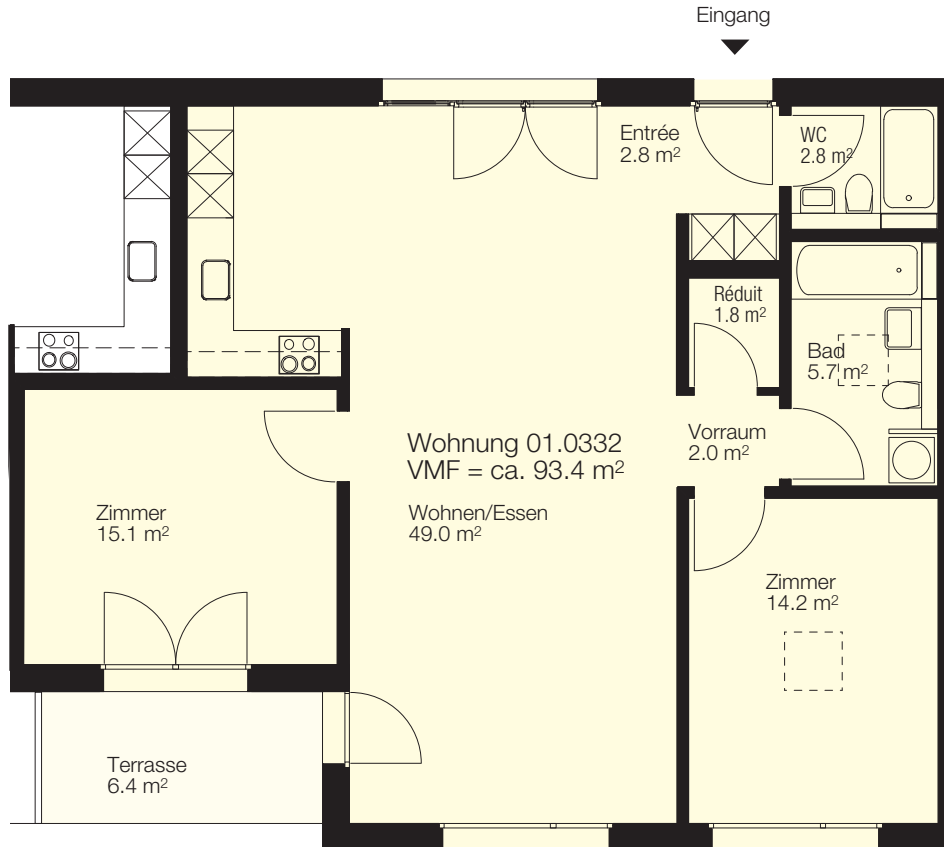 Eingang
Entrée
2.8 m²
WC
2.8 m²
Réduit
1.8 m²
Bad
5.7 m²
Wohnung 01.0332
VMF = ca. 93.4 m²
Vorraum
2.0 m²
Wohnen/Essen
49.0 m²
Zimmer
15.1 m²
Zimmer
14.2 m²
Terrasse
6.4 m²